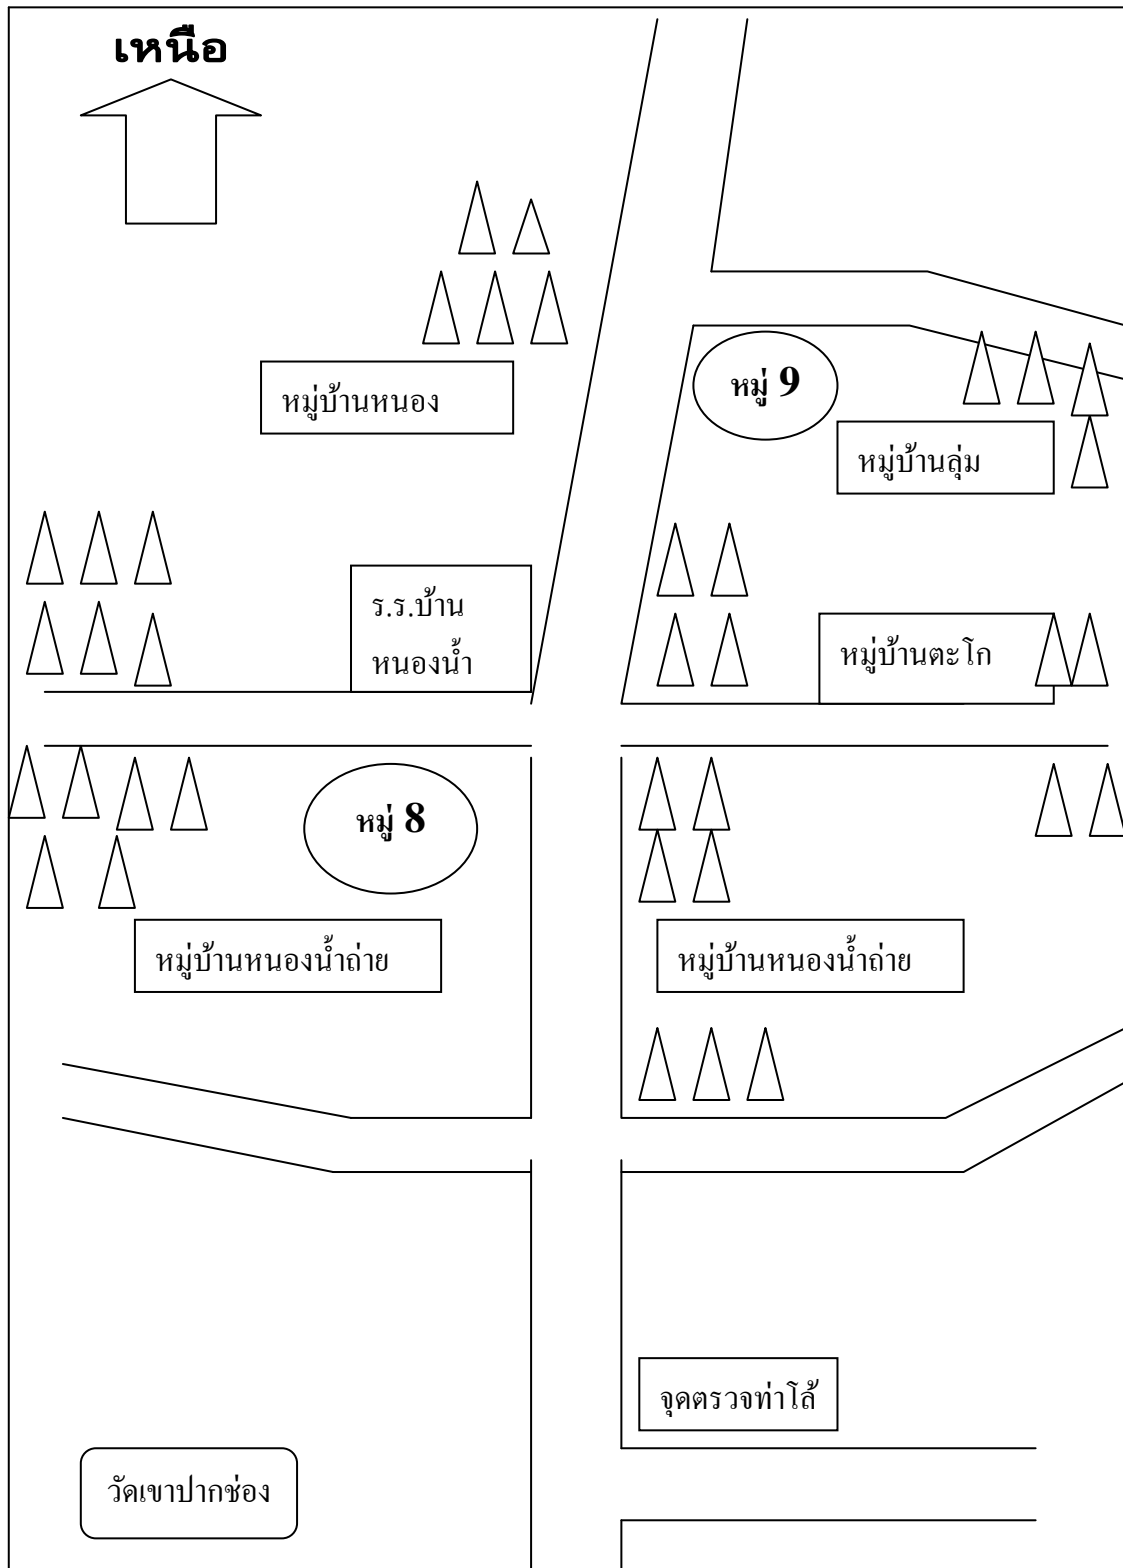 เหนือ
หมู่บ้านหนอง
หมู่ 9
หมู่บ้านลุ่ม
ร.ร.บ้าน
หนองน้ำ
หมู่บ้านตะโก
หมู่ 8
หมู่บ้านหนองน้ำถ่าย
หมู่บ้านหนองน้ำถ่าย
จุดตรวจท่าโล้
วัดเขาปากช่อง